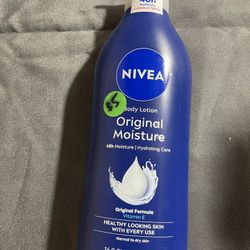 48H
NIVEA
Body Lotion
Original
Moisture
48h Moisture | Hydrating Care
Original Formula
Vitamin E
HEALTHY LOOKING SKIN
WITH EVERY USE
Normal to dry skin